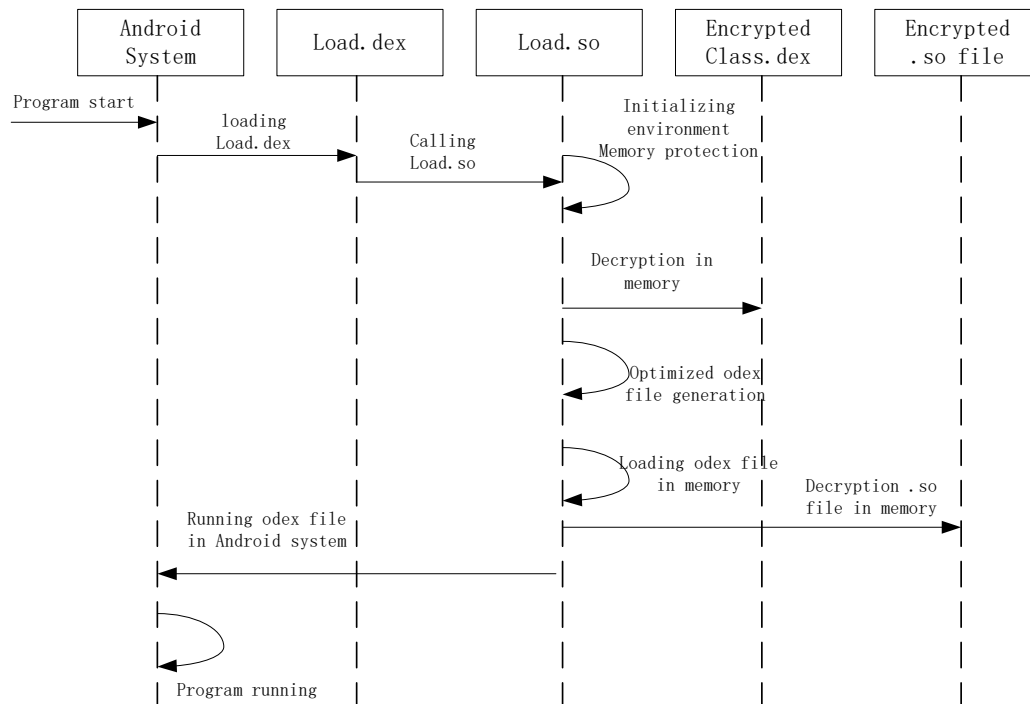 Android
System
Load.dex
Load.so
Encrypted
Class.dex
Encrypted
.so file
Program start
loading
Load.dex
Calling
Load.so
Initializing
environment
Memory protection
Decryption in
memory
Optimized odex
file generation
Loading odex file
in memory
Decryption .so
file in memory
Running odex file
in Android system
Program running